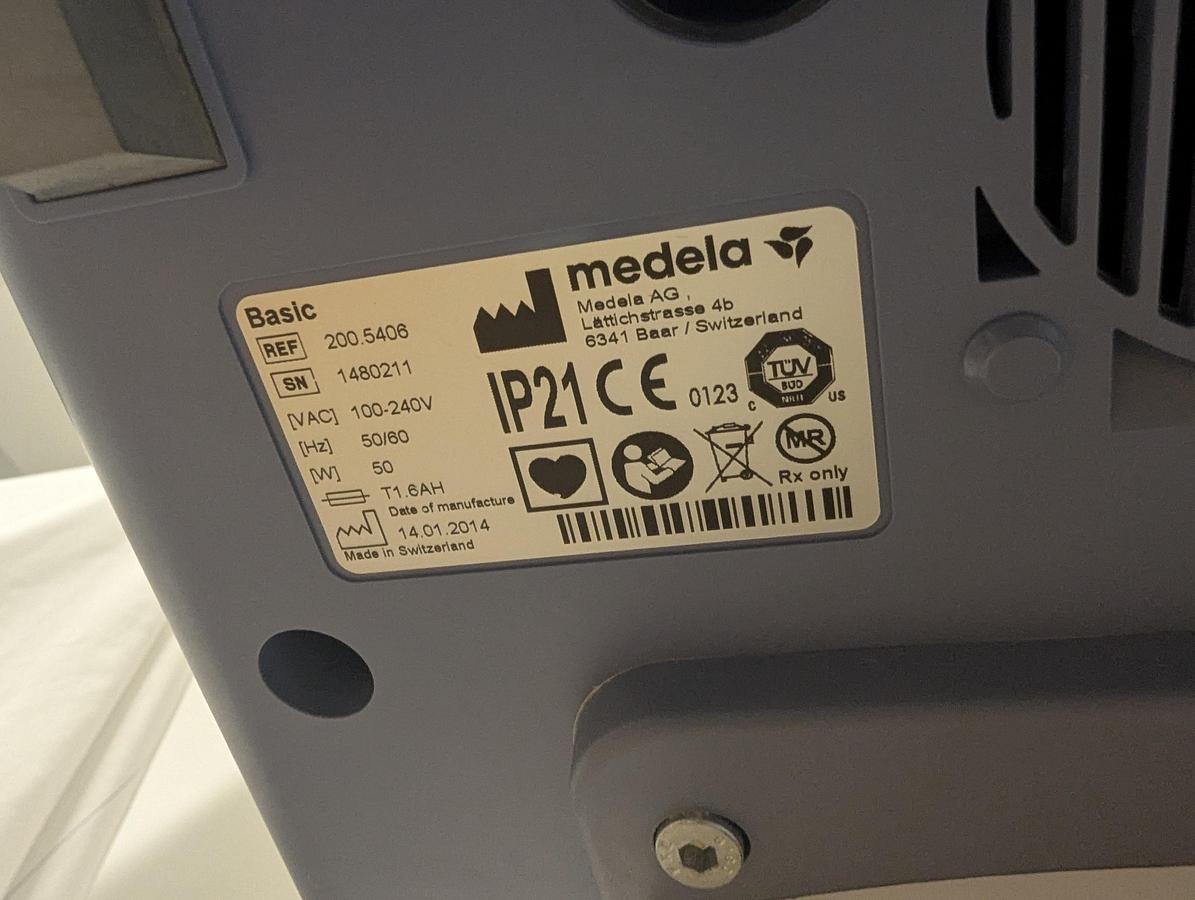 Basic
REF 200.5406
SN 1480211
[VAC] 100-240V
[Hz] 50/60
[W] 50
T1.6AH
Date of manufacture
14.01.2014
Made in Switzerland
medela
Medela AG ,
Lättichstrasse 4b
6341 Baar / Switzerland
IP21 CE 0123
c TÜV SÜD NRTL US
MR
Rx only